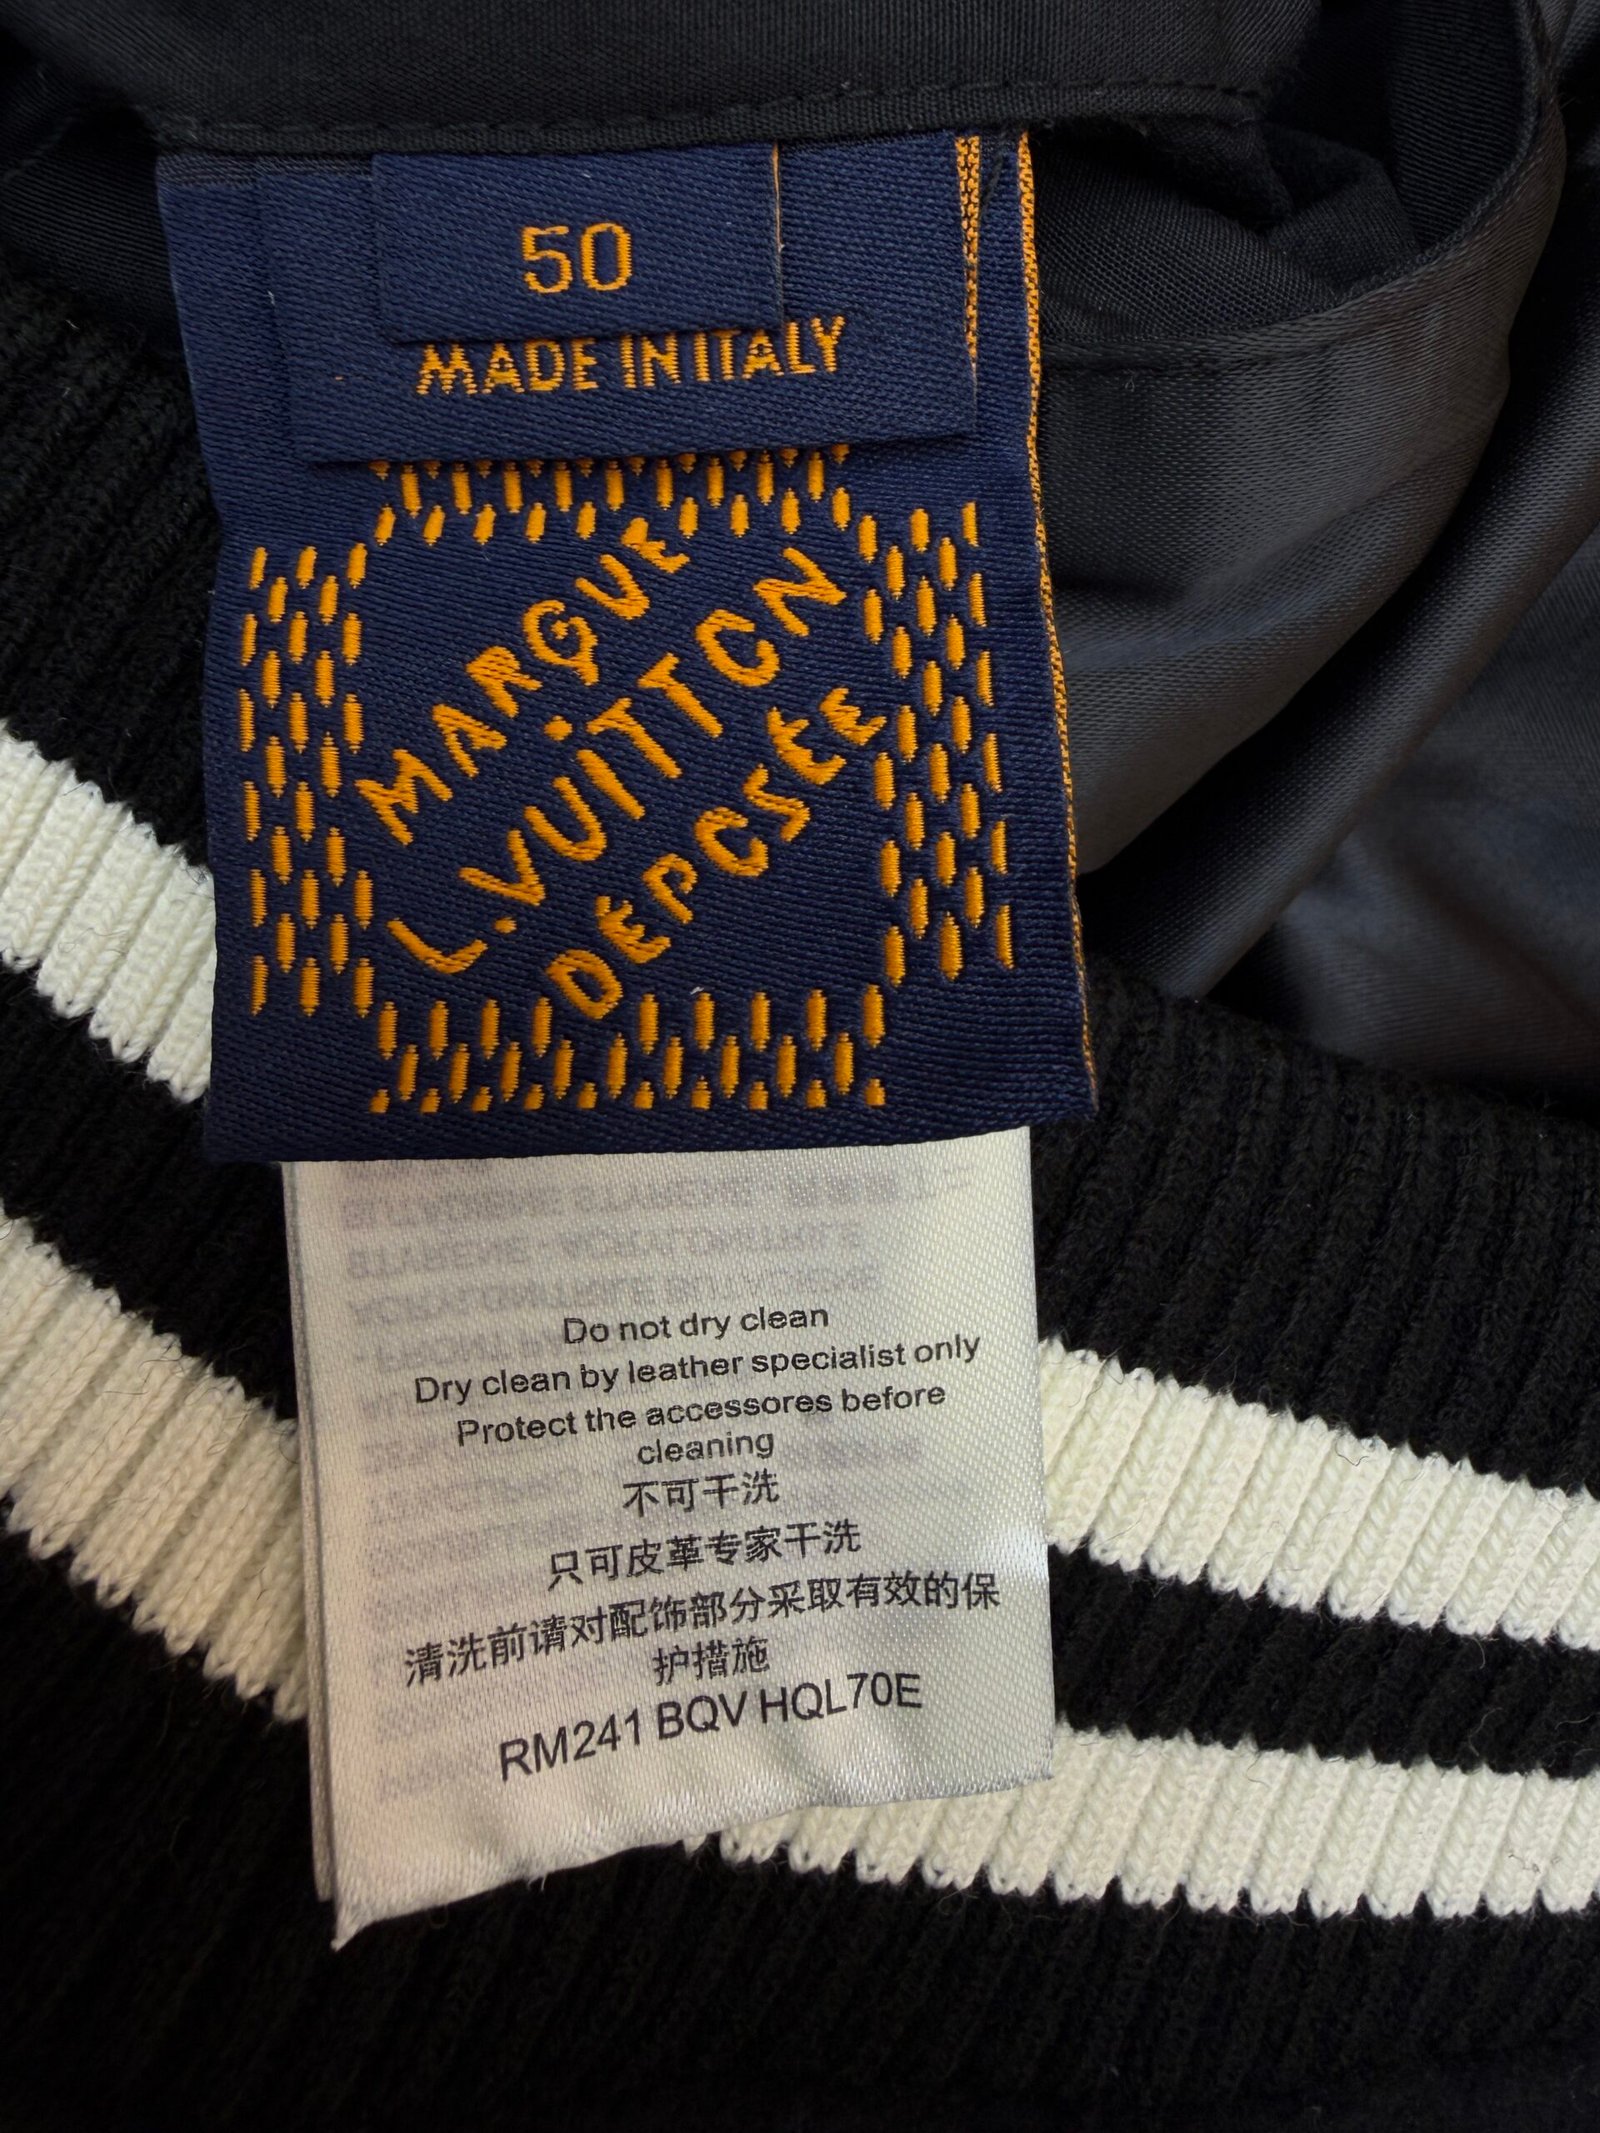 50
MADE IN ITALY
MARQUE
L.VUITTON
DEPOSEE
Do not dry clean
Dry clean by leather specialist only
Protect the accessores before
cleaning
不可干洗
只可皮革专家干洗
清洗前请对配饰部分采取有效的保
护措施
RM241 BQV HQL70E